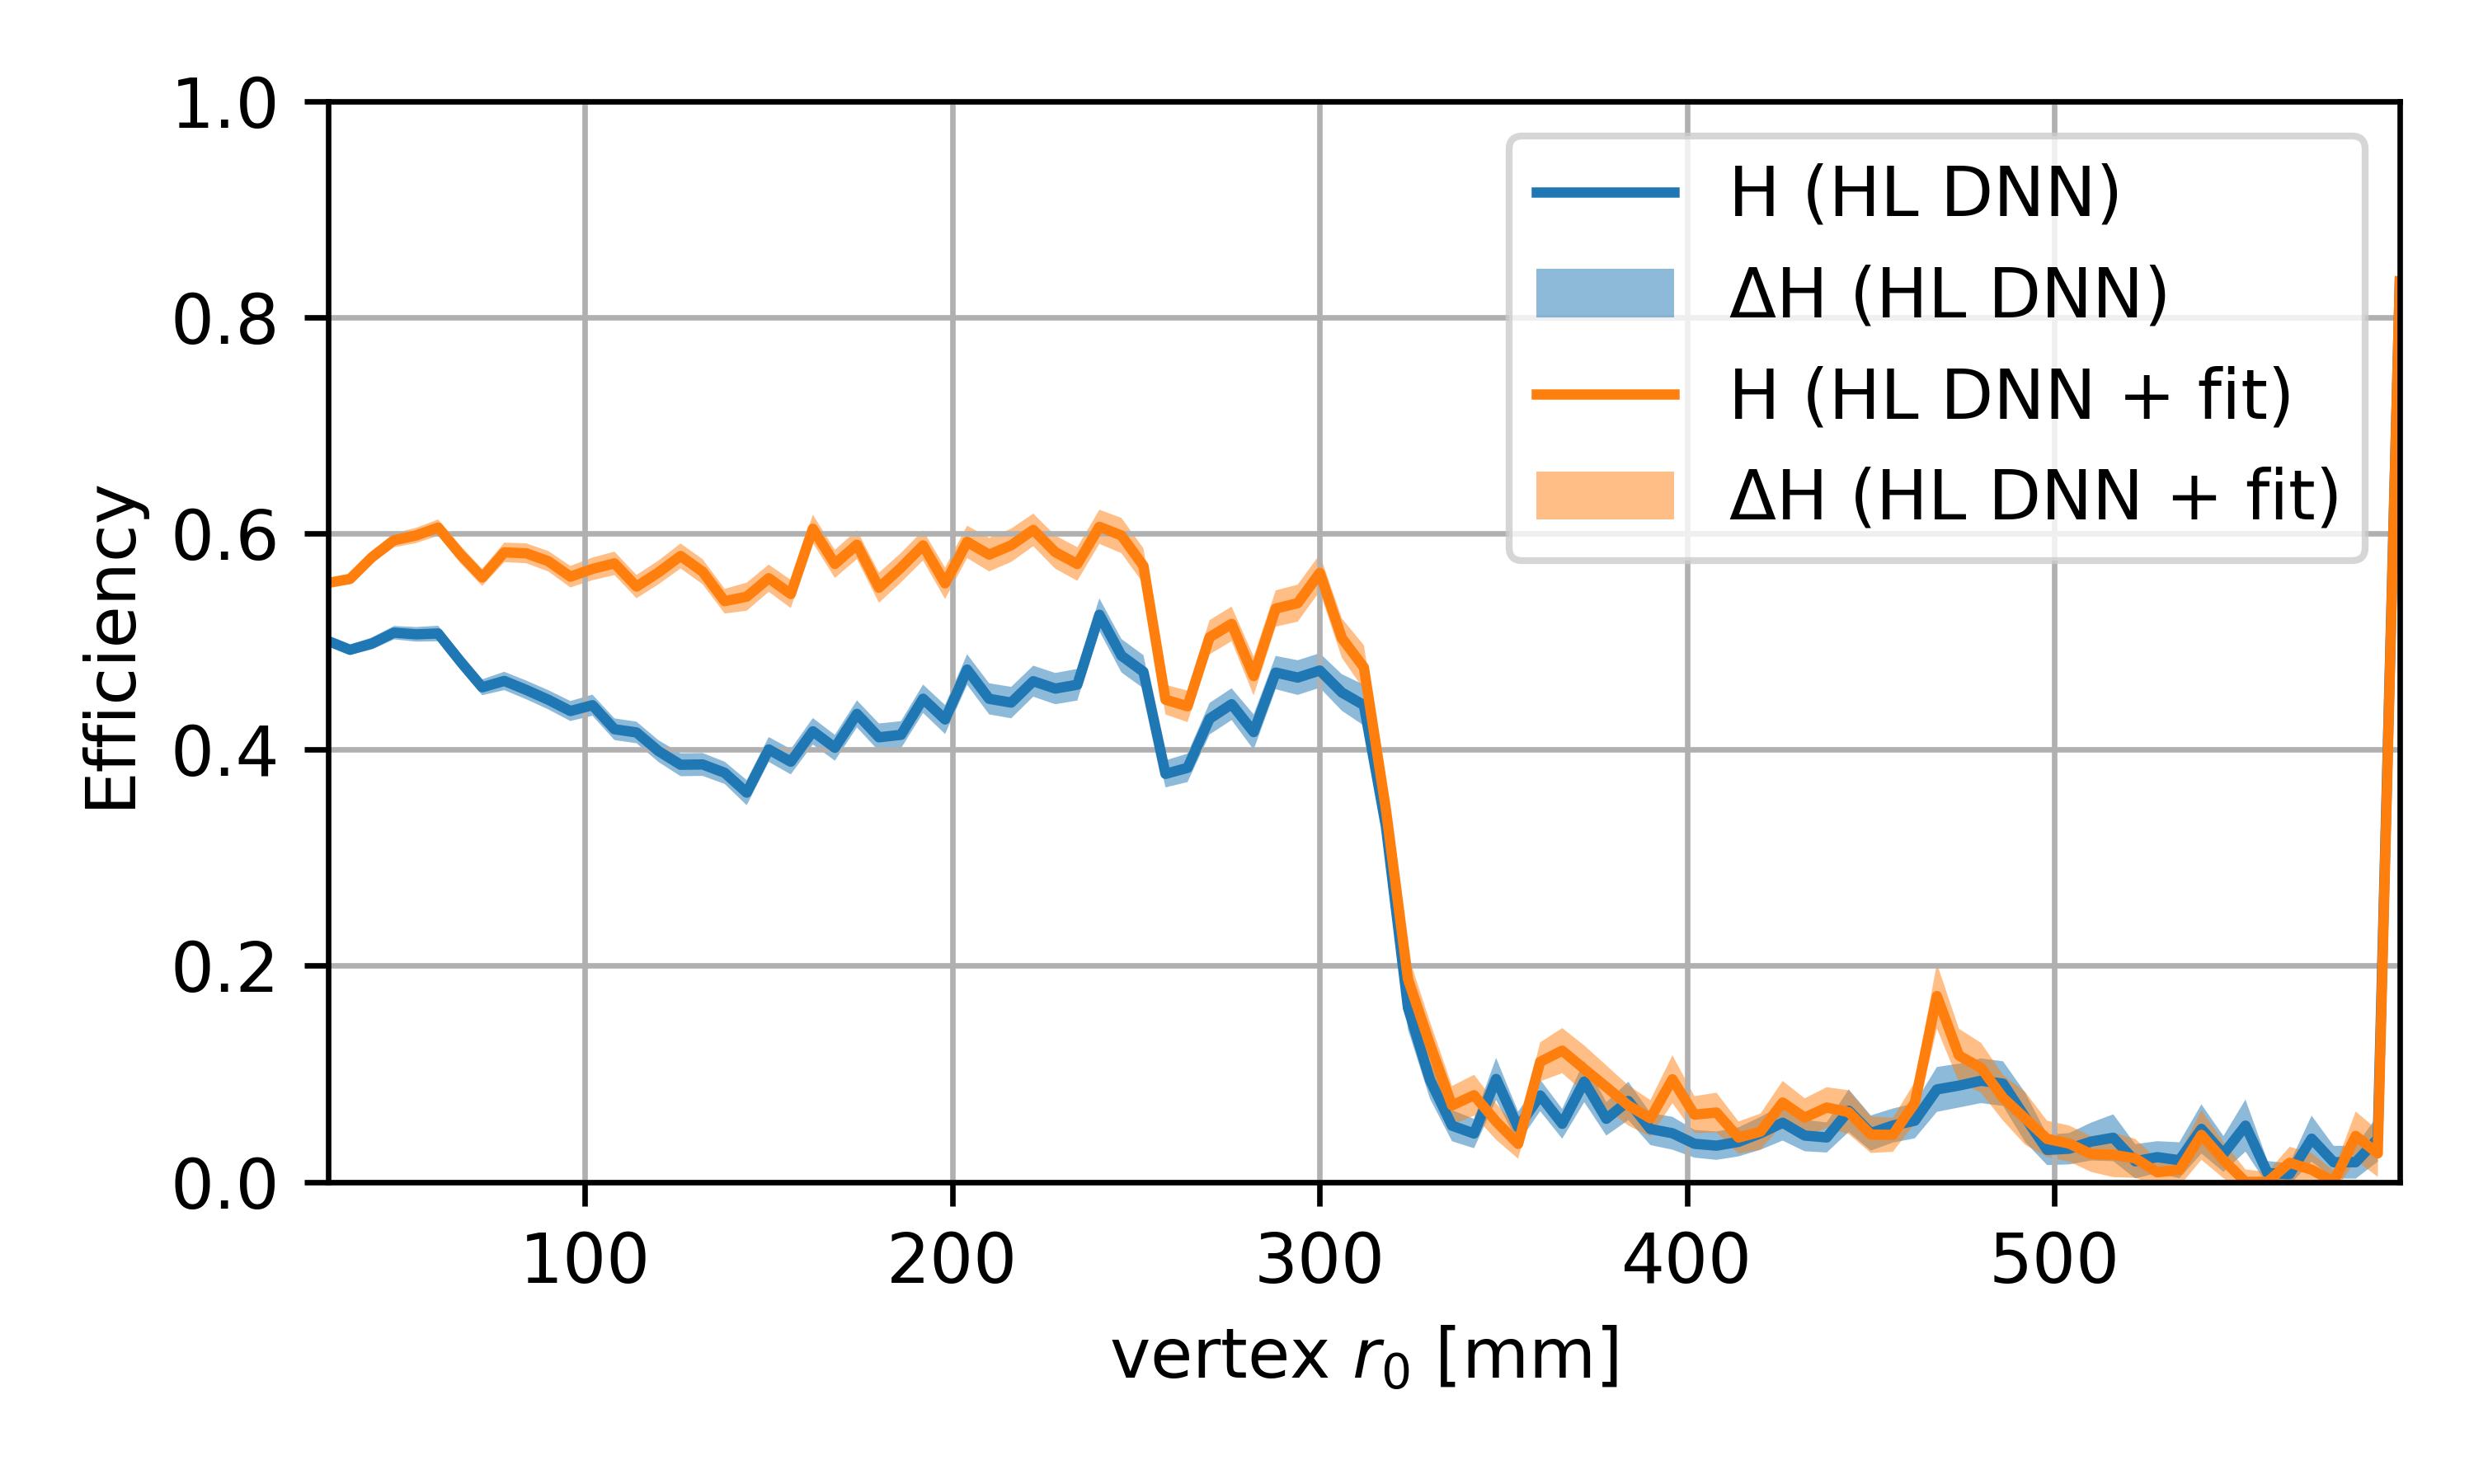 1.0
0.8
0.6
0.4
0.2
0.0
Efficiency
H (HL DNN)
ΔH (HL DNN)
H (HL DNN + fit)
ΔH (HL DNN + fit)
100 200 300 400 500
vertex r₀ [mm]